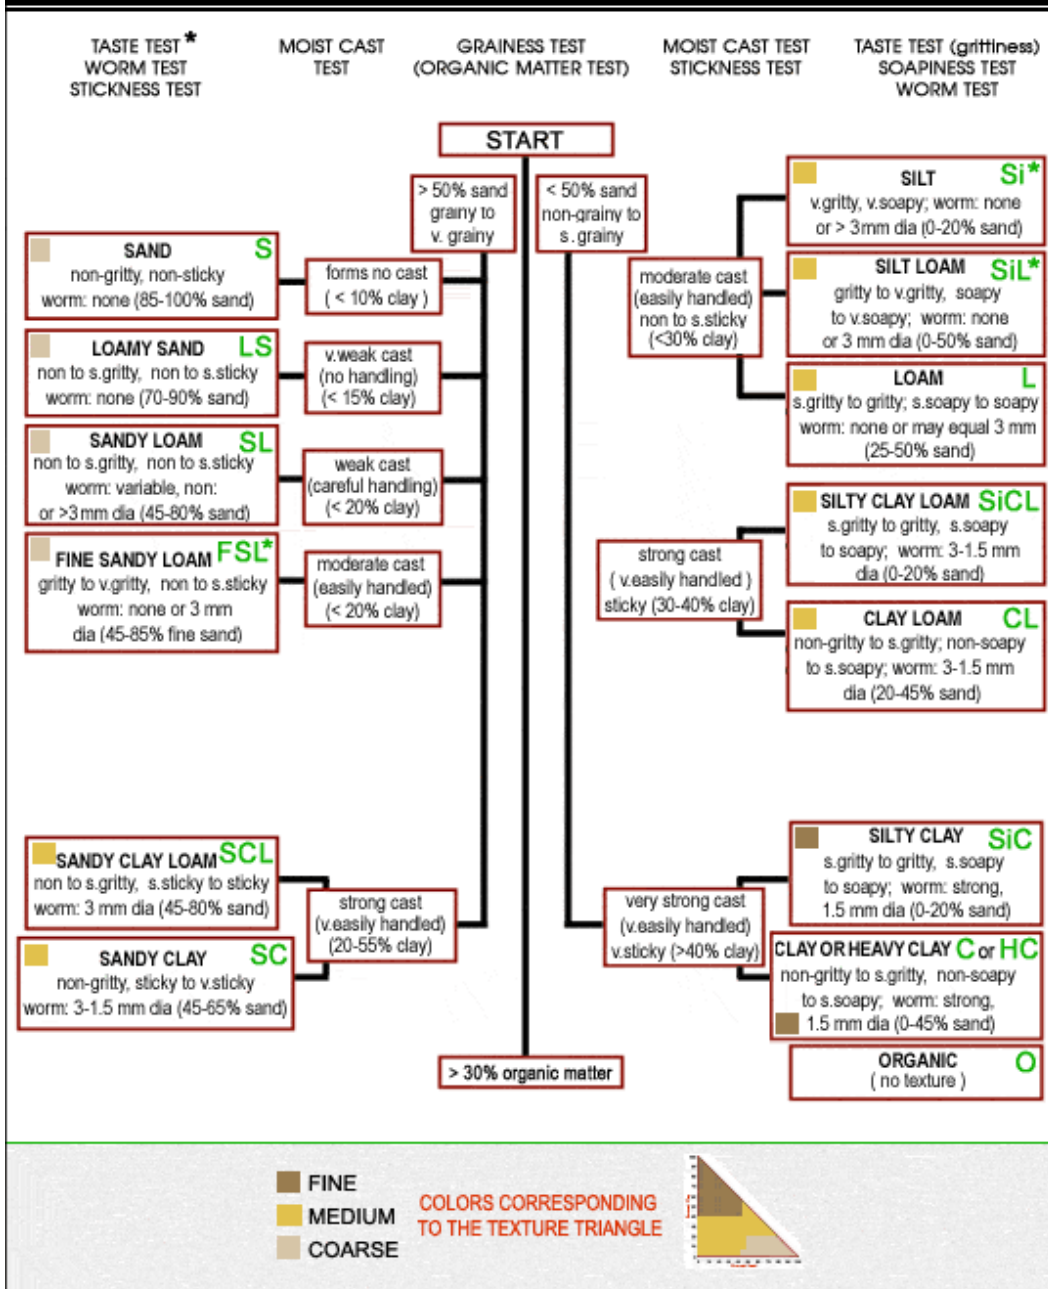 TASTE TEST *
WORM TEST
STICKNESS TEST
MOIST CAST
TEST
GRAINESS TEST
(ORGANIC MATTER TEST)
MOIST CAST TEST
STICKNESS TEST
TASTE TEST (grittiness)
SOAPINESS TEST
WORM TEST
START
> 50% sand
grainy to
v. grainy
< 50% sand
non-grainy to
s. grainy
SAND S
non-gritty, non-sticky
worm: none (85-100% sand)
forms no cast
( < 10% clay )
LOAMY SAND LS
non to s.gritty, non to s.sticky
worm: none (70-90% sand)
v.weak cast
(no handling)
(< 15% clay)
SANDY LOAM SL
non to s.gritty, non to s.sticky
worm: variable, non:
or >3mm dia (45-80% sand)
weak cast
(careful handling)
(< 20% clay)
FINE SANDY LOAM FSL*
gritty to v.gritty, non to s.sticky
worm: none or 3 mm
dia (45-85% fine sand)
moderate cast
(easily handled)
(< 20% clay)
SANDY CLAY LOAM SCL
non to s.gritty, s.sticky to sticky
worm: 3 mm dia (45-80% sand)
SANDY CLAY SC
non-gritty, sticky to v.sticky
worm: 3-1.5 mm dia (45-65% sand)
strong cast
(v.easily handled)
(20-55% clay)
moderate cast
(easily handled)
non to s.sticky
(<30% clay)
SILT Si*
v.gritty, v.soapy; worm: none
or > 3mm dia (0-20% sand)
SILT LOAM SiL*
gritty to v.gritty, soapy
to v.soapy; worm: none
or 3 mm dia (0-50% sand)
LOAM L
s.gritty to gritty; s.soapy to soapy
worm: none or may equal 3 mm
(25-50% sand)
strong cast
( v.easily handled )
sticky (30-40% clay)
SILTY CLAY LOAM SiCL
s.gritty to gritty, s.soapy
to soapy; worm: 3-1.5 mm
dia (0-20% sand)
CLAY LOAM CL
non-gritty to s.gritty; non-soapy
to s.soapy; worm: 3-1.5 mm
dia (20-45% sand)
very strong cast
(v.easily handled)
v.sticky (>40% clay)
SILTY CLAY SiC
s.gritty to gritty, s.soapy
to soapy; worm: strong,
1.5 mm dia (0-20% sand)
CLAY OR HEAVY CLAY C or HC
non-gritty to s.gritty, non-soapy
to s.soapy; worm: strong,
1.5 mm dia (0-45% sand)
> 30% organic matter
ORGANIC O
( no texture )
FINE
MEDIUM
COARSE
COLORS CORRESPONDING
TO THE TEXTURE TRIANGLE